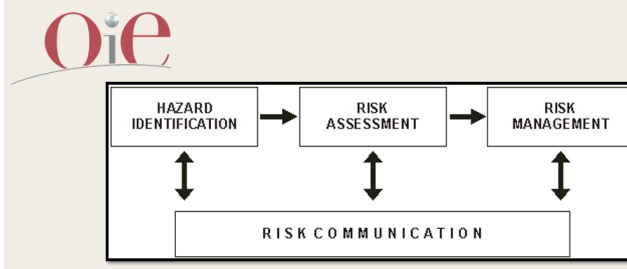 oie
HAZARD
IDENTIFICATION
RISK
ASSESSMENT
RISK
MANAGEMENT
RISK COMMUNICATION